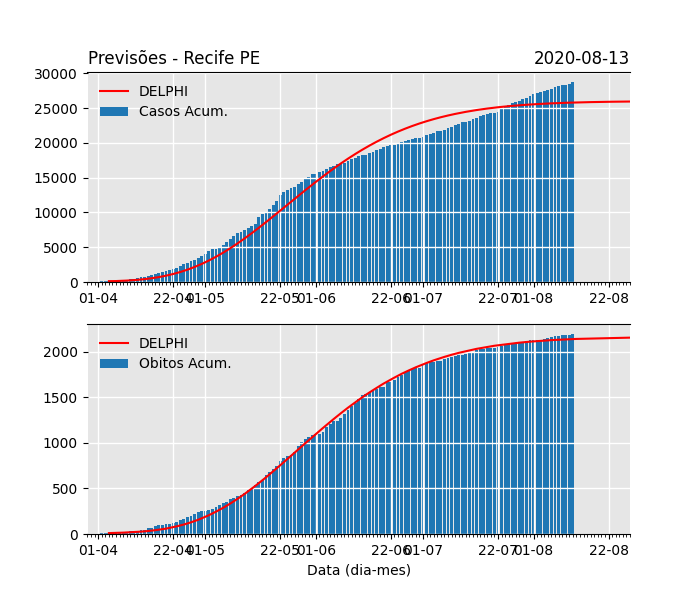 Previsões - Recife PE 2020-08-13
30000
25000
20000
15000
10000
5000
0
DELPHI
Casos Acum.
01-04 22-04 01-05 22-05 01-06 22-06 01-07 22-07 01-08 22-08
2000
1500
1000
500
0
DELPHI
Obitos Acum.
01-04 22-04 01-05 22-05 01-06 22-06 01-07 22-07 01-08 22-08
Data (dia-mes)